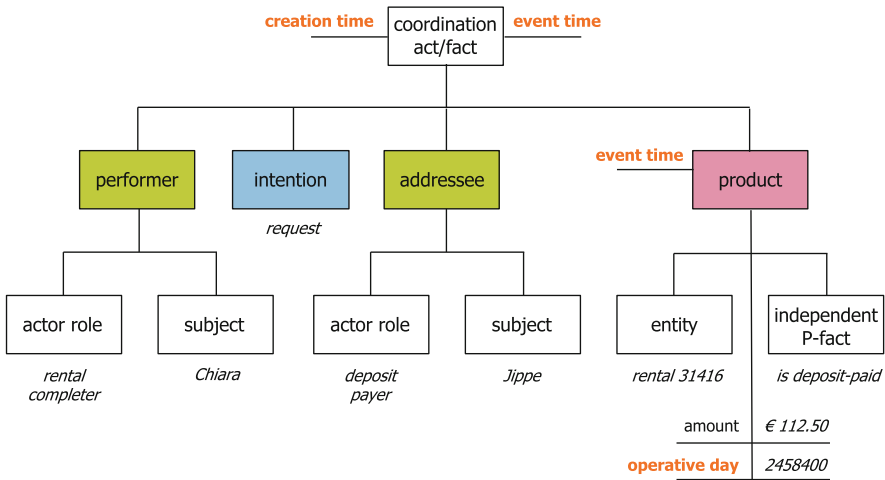 creation time
coordination
act/fact
event time
event time
performer
intention
addressee
product
request
actor role
subject
actor role
subject
entity
independent
P-fact
rental
completer
Chiara
deposit
payer
Jippe
rental 31416
is deposit-paid
amount
€ 112.50
operative day
2458400